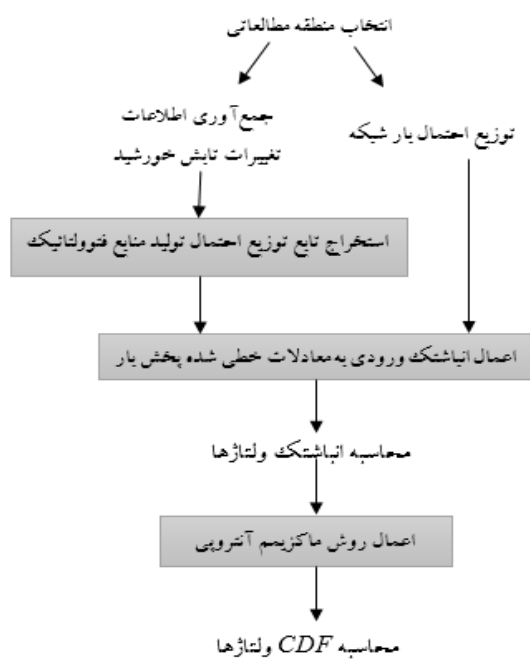 انتخاب منطقه مطالعاتی
جمع‌آوری اطلاعات
تغییرات تابش خورشید
توزیع احتمال بار شبکه
استخراج تابع توزیع احتمال تولید منابع فتوولتائیک
اعمال انباشتک ورودی به معادلات خطی شده پخش بار
محاسبه انباشتک ولتاژها
اعمال روش ماکزیمم آنتروپی
محاسبه CDF ولتاژها